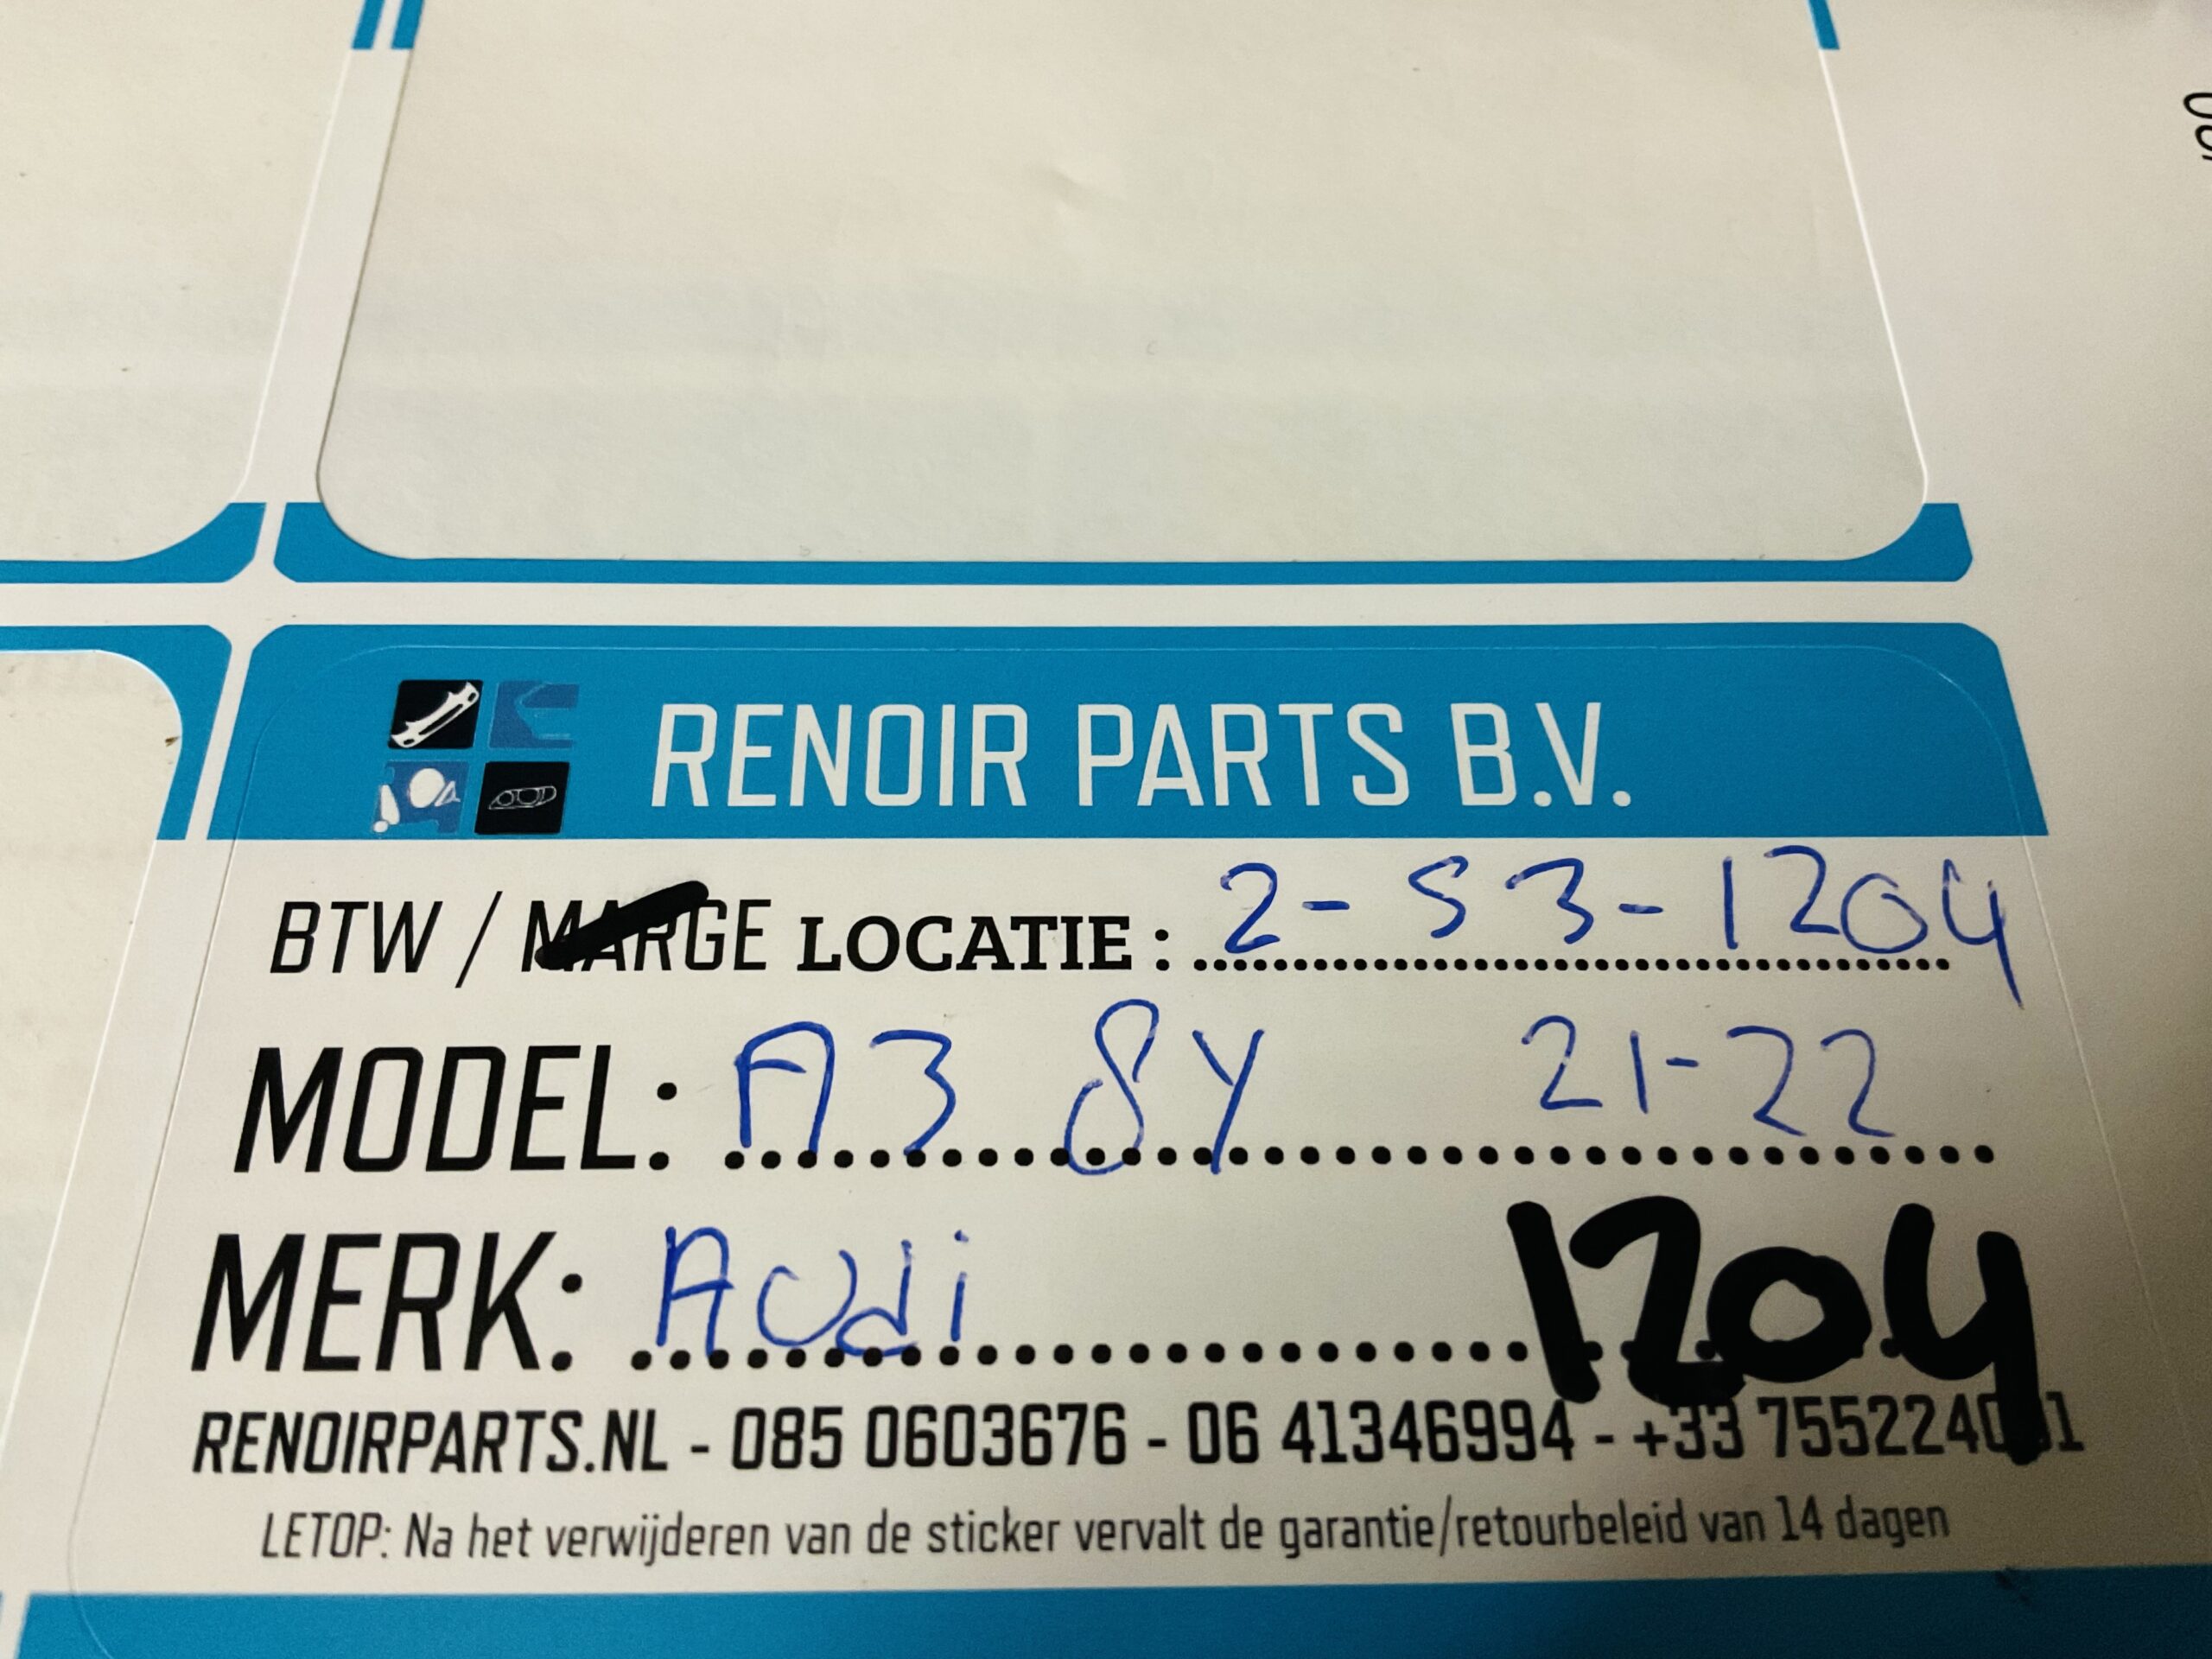 RENOIR PARTS B.V.
BTW / MARGE LOCATIE : 2-S3-1204
MODEL: A3 8Y 21-22
MERK: Audi 1204
RENOIRPARTS.NL - 085 0603676 - 06 41346994 - +33 755224
LETOP: Na het verwijderen van de sticker vervalt de garantie/retourbeleid van 14 dagen